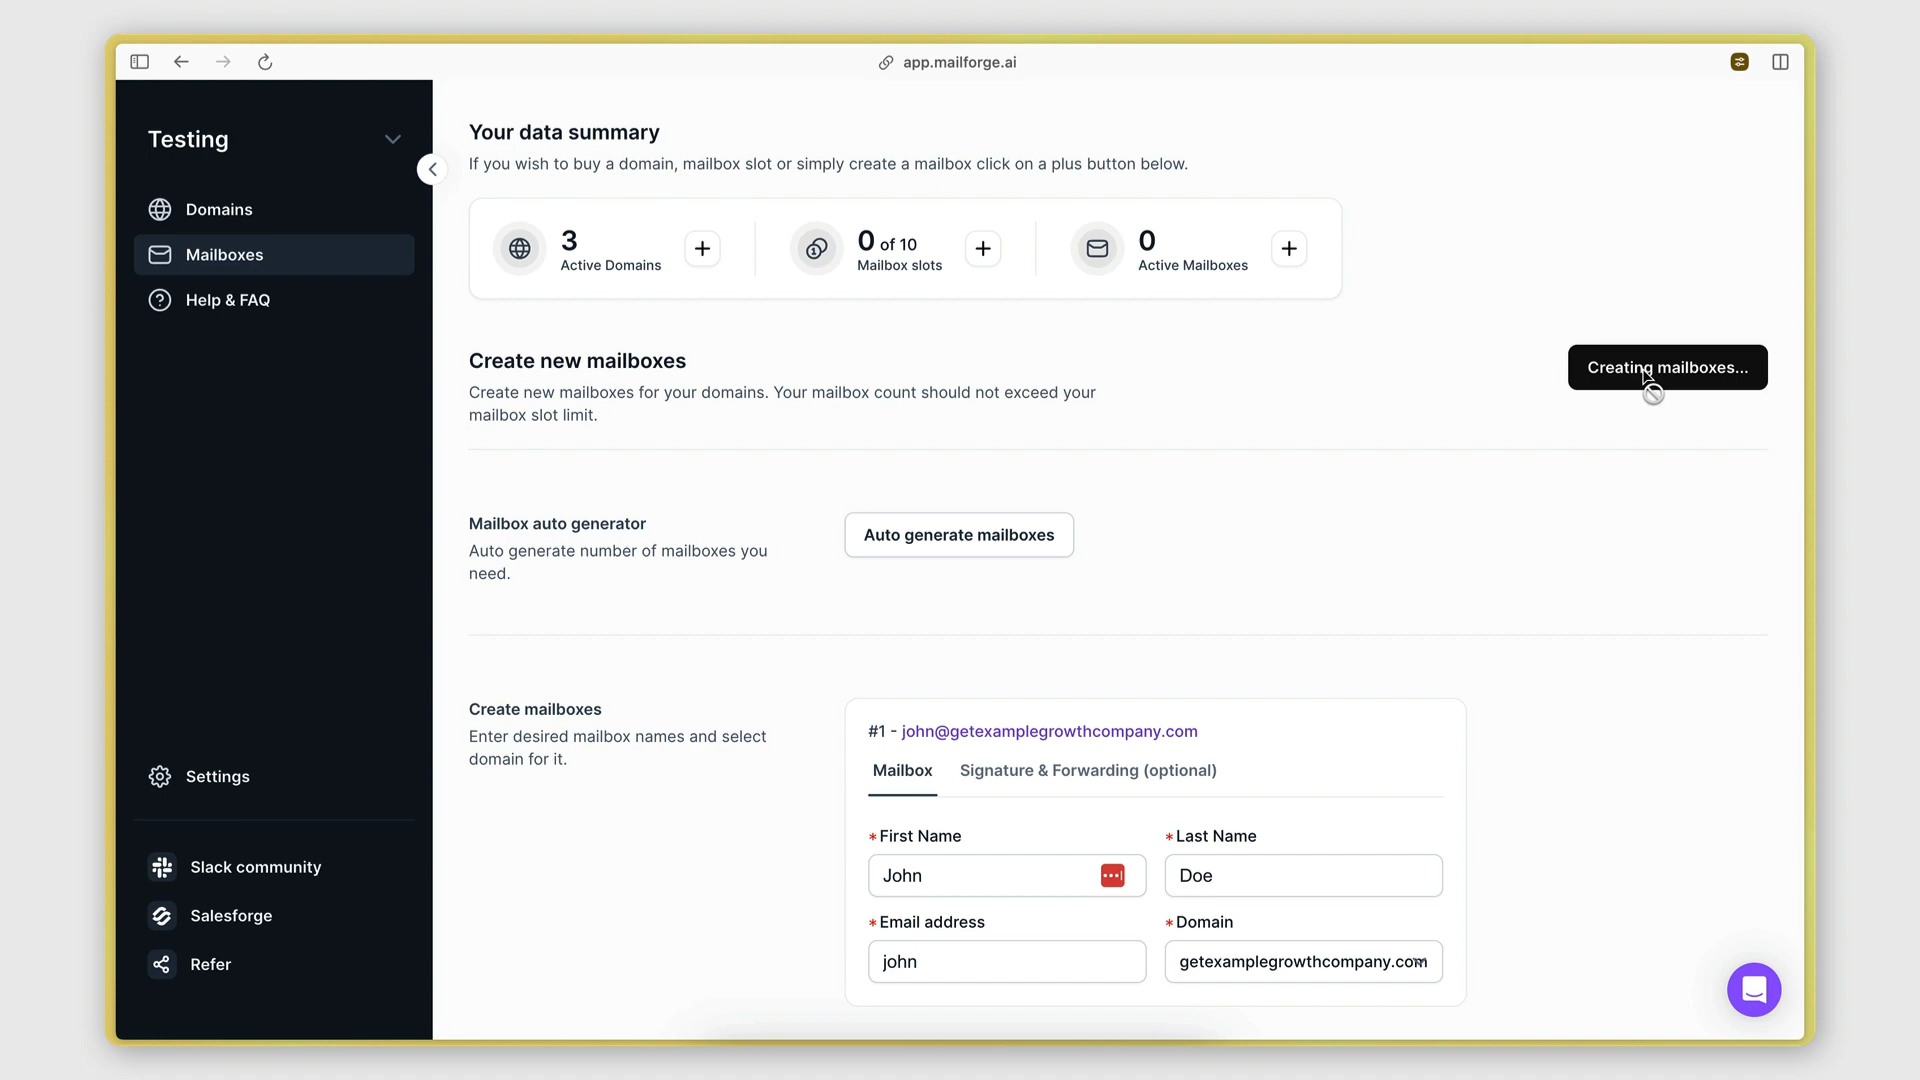 app.mailforge.ai
Testing
Domains
Mailboxes
Help & FAQ
Settings
Slack community
Salesforge
Refer
Your data summary
If you wish to buy a domain, mailbox slot or simply create a mailbox click on a plus button below.
3
Active Domains
0 of 10
Mailbox slots
0
Active Mailboxes
Create new mailboxes
Create new mailboxes for your domains. Your mailbox count should not exceed your
mailbox slot limit.
Creating mailboxes...
Mailbox auto generator
Auto generate number of mailboxes you
need.
Auto generate mailboxes
Create mailboxes
Enter desired mailbox names and select
domain for it.
#1 - john@getexamplegrowthcompany.com
Mailbox Signature & Forwarding (optional)
* First Name
* Last Name
John
Doe
* Email address
* Domain
john
getexamplegrowthcompany.com